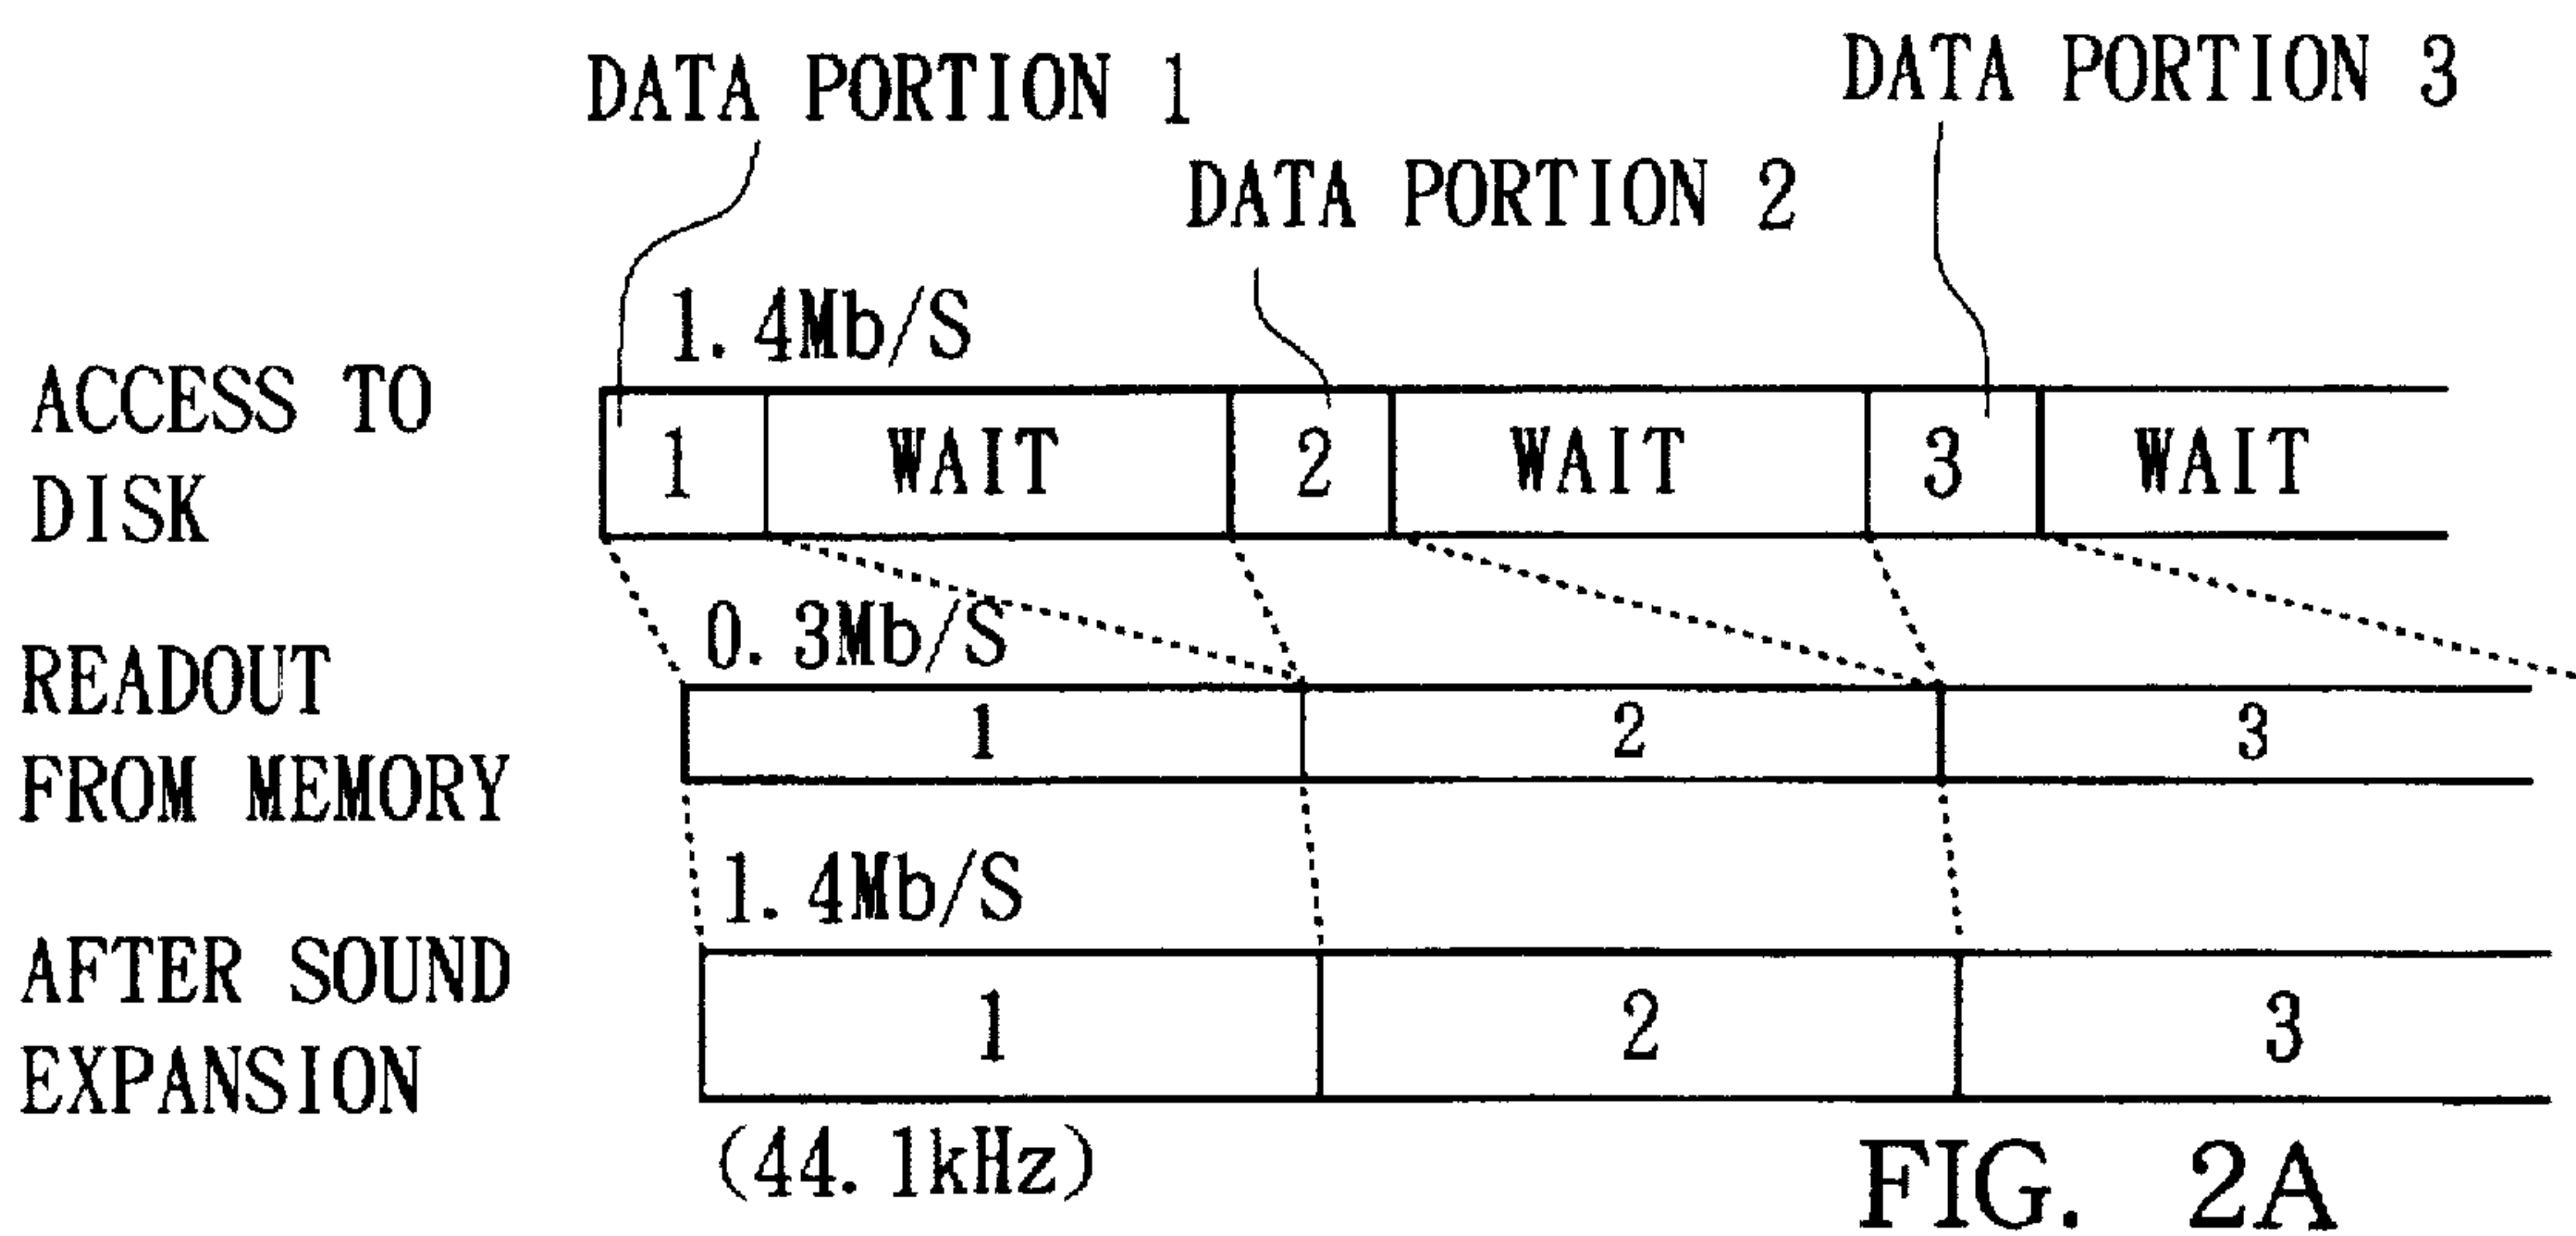 DATA PORTION 1
DATA PORTION 3
DATA PORTION 2
1.4Mb/S
ACCESS TO
DISK
1 WAIT 2 WAIT 3 WAIT
0.3Mb/S
READOUT
FROM MEMORY
1 2 3
1.4Mb/S
AFTER SOUND
EXPANSION
1 2 3
(44.1kHz)
FIG. 2A